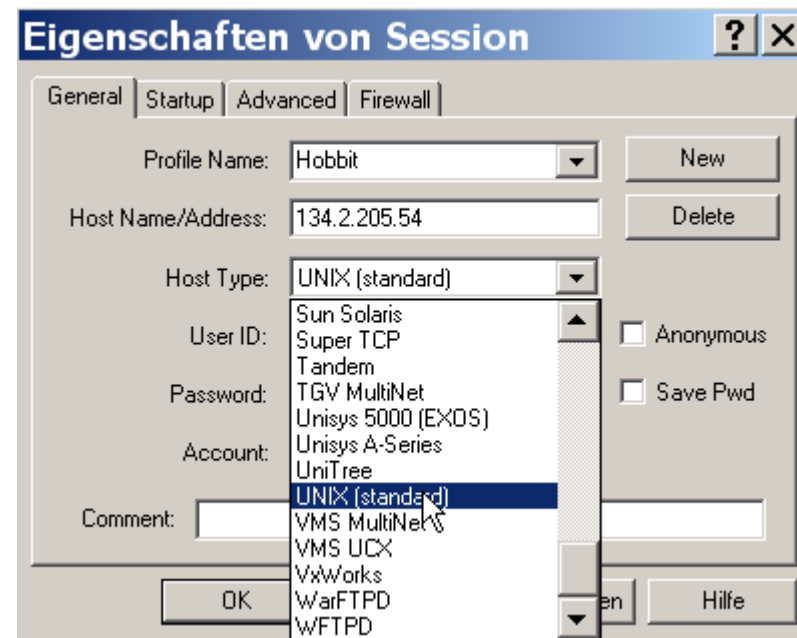 Eigenschaften von Session
General Startup Advanced Firewall
Profile Name: Hobbit New
Host Name/Address: 134.2.205.54 Delete
Host Type: UNIX (standard)
Sun Solaris
User ID: Super TCP Anonymous
Tandem
Password: TGV MultiNet Save Pwd
Unisys 5000 (EXOS)
Account: Unisys A-Series
UniTree
UNIX (standard)
Comment: VMS MultiNet
VMS UCX
VxWorks
OK WarFTPD en Hilfe
WFTPD